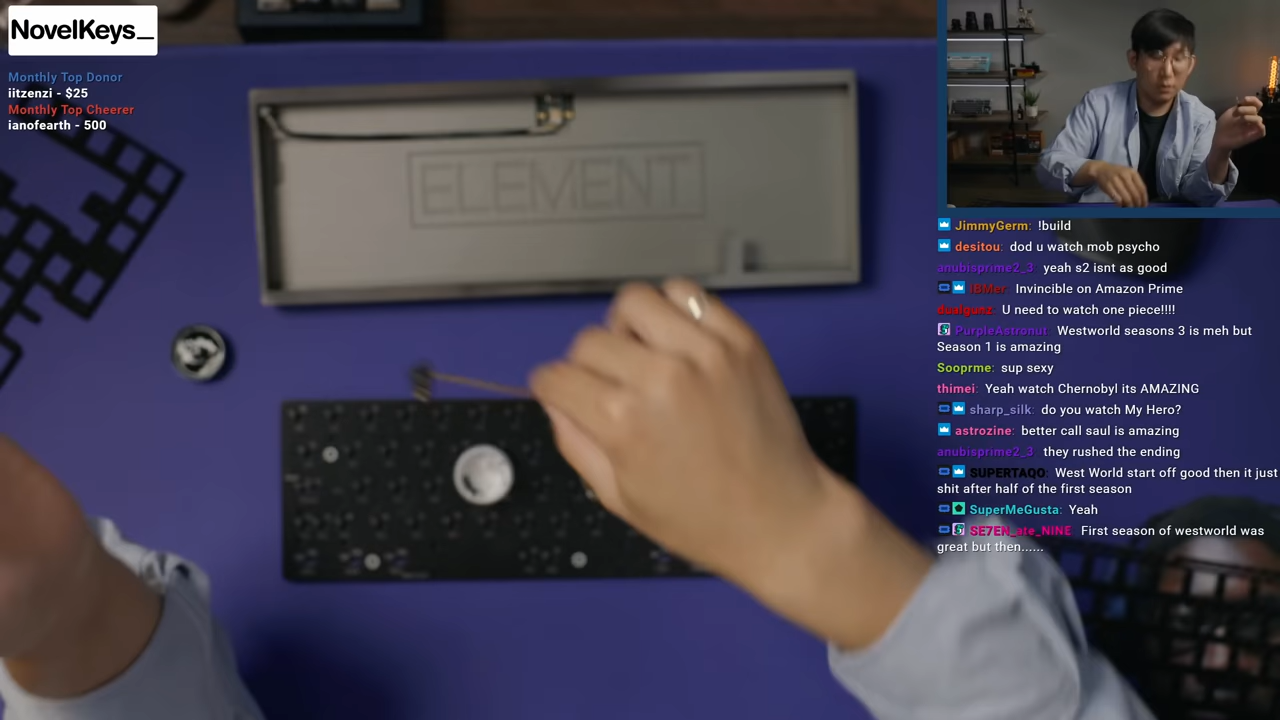 NovelKeys_
Monthly Top Donor
iitzenzi - $25
Monthly Top Cheerer
ianofearth - 500
ELEMENT
JimmyGerm: !build
desitou: dod u watch mob psycho
anubisprime2_3 yeah s2 isnt as good
IBMer Invincible on Amazon Prime
dualgunz: U need to watch one piece!!!!
PurpleAstronut: Westworld seasons 3 is meh but
Season 1 is amazing
Sooprme: sup sexy
thimei: Yeah watch Chernobyl its AMAZING
sharp_silk: do you watch My Hero?
astrozine: better call saul is amazing
anubisprime2_3 they rushed the ending
SUPERTAQO: West World start off good then it just
shit after half of the first season
SuperMeGusta: Yeah
SE7EN_ate_NINE First season of westworld was
great but then......